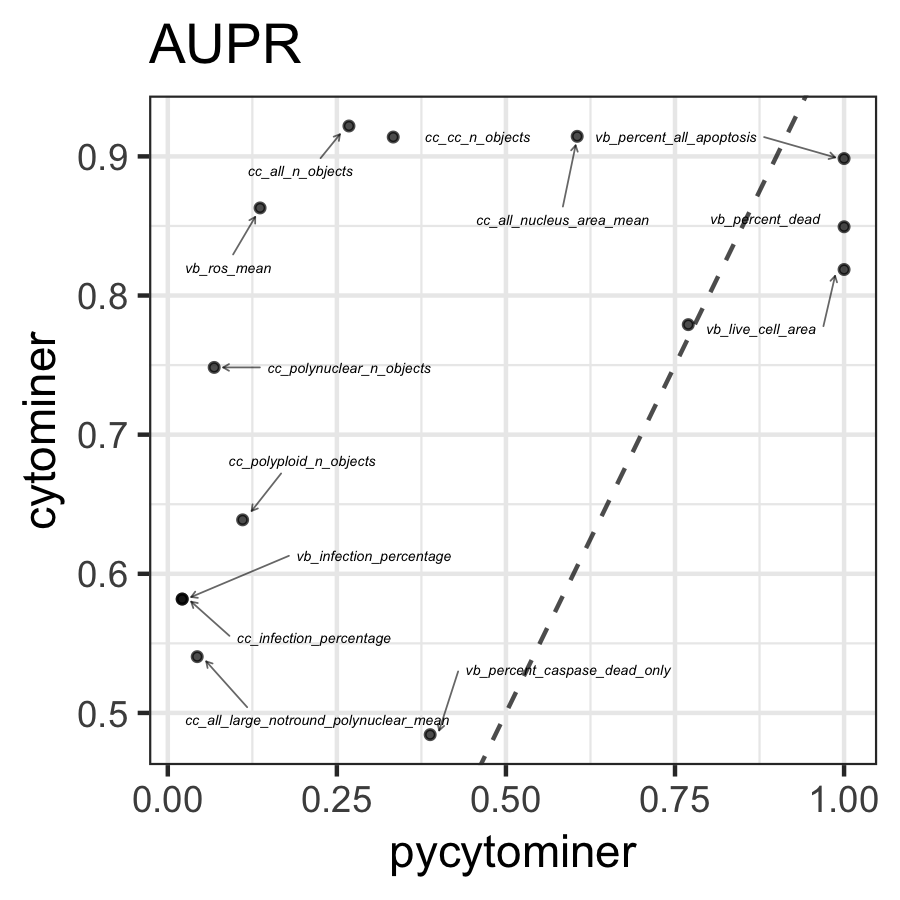 AUPR
cc_cc_n_objects
vb_percent_all_apoptosis
cc_all_n_objects
cc_all_nucleus_area_mean
vb_percent_dead
vb_ros_mean
vb_live_cell_area
cc_polynuclear_n_objects
cc_polyploid_n_objects
vb_infection_percentage
cc_infection_percentage
vb_percent_caspase_dead_only
cc_all_large_notround_polynuclear_mean
0.9
0.8
0.7
0.6
0.5
cytominer
0.00 0.25 0.50 0.75 1.00
pycytominer